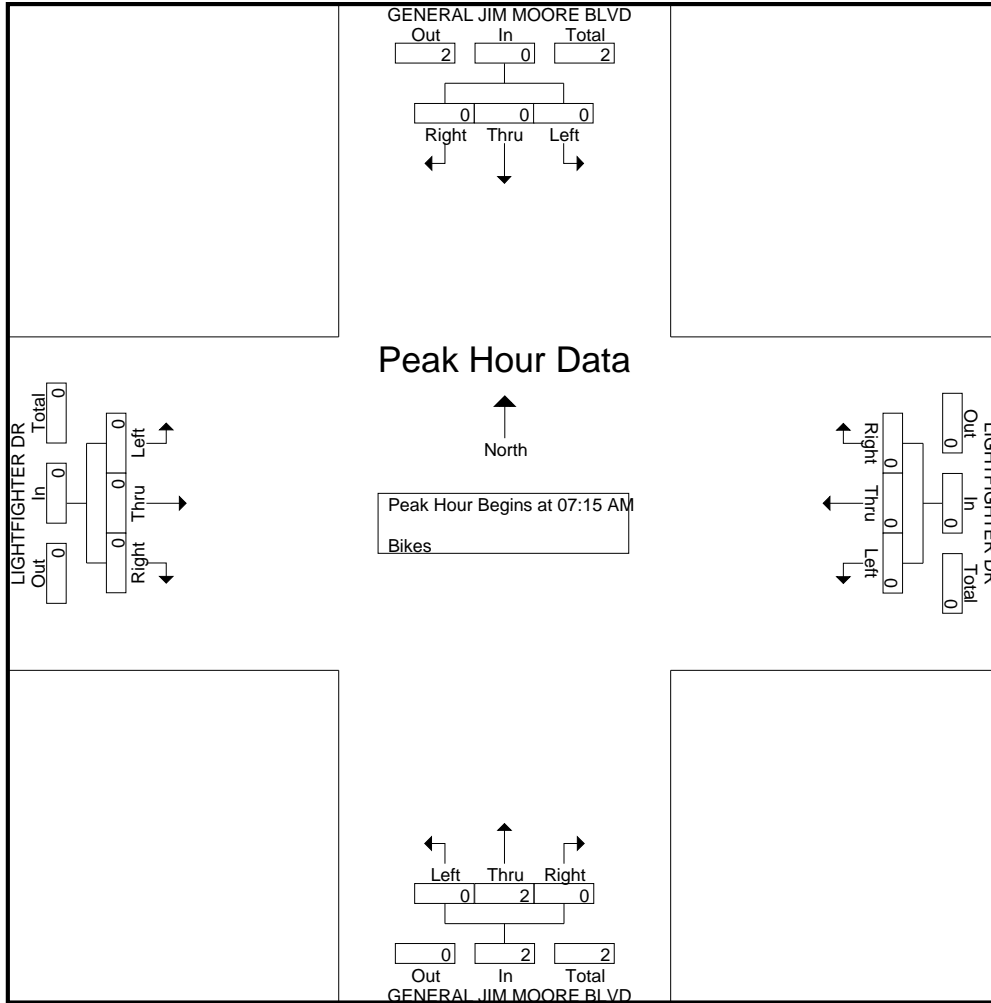 GENERAL JIM MOORE BLVD
Out In Total
2 0 2
0 0 0
Right Thru Left
Peak Hour Data
North
Peak Hour Begins at 07:15 AM
Bikes
LIGHTFIGHTER DR
Out In Total
0 0 0
0 0 0
Right Thru Left
LIGHTFIGHTER DR
Out In Total
0 0 0
0 0 0
Right Thru Left
Left Thru Right
0 2 0
0 2 2
Out In Total
GENERAL JIM MOORE BLVD